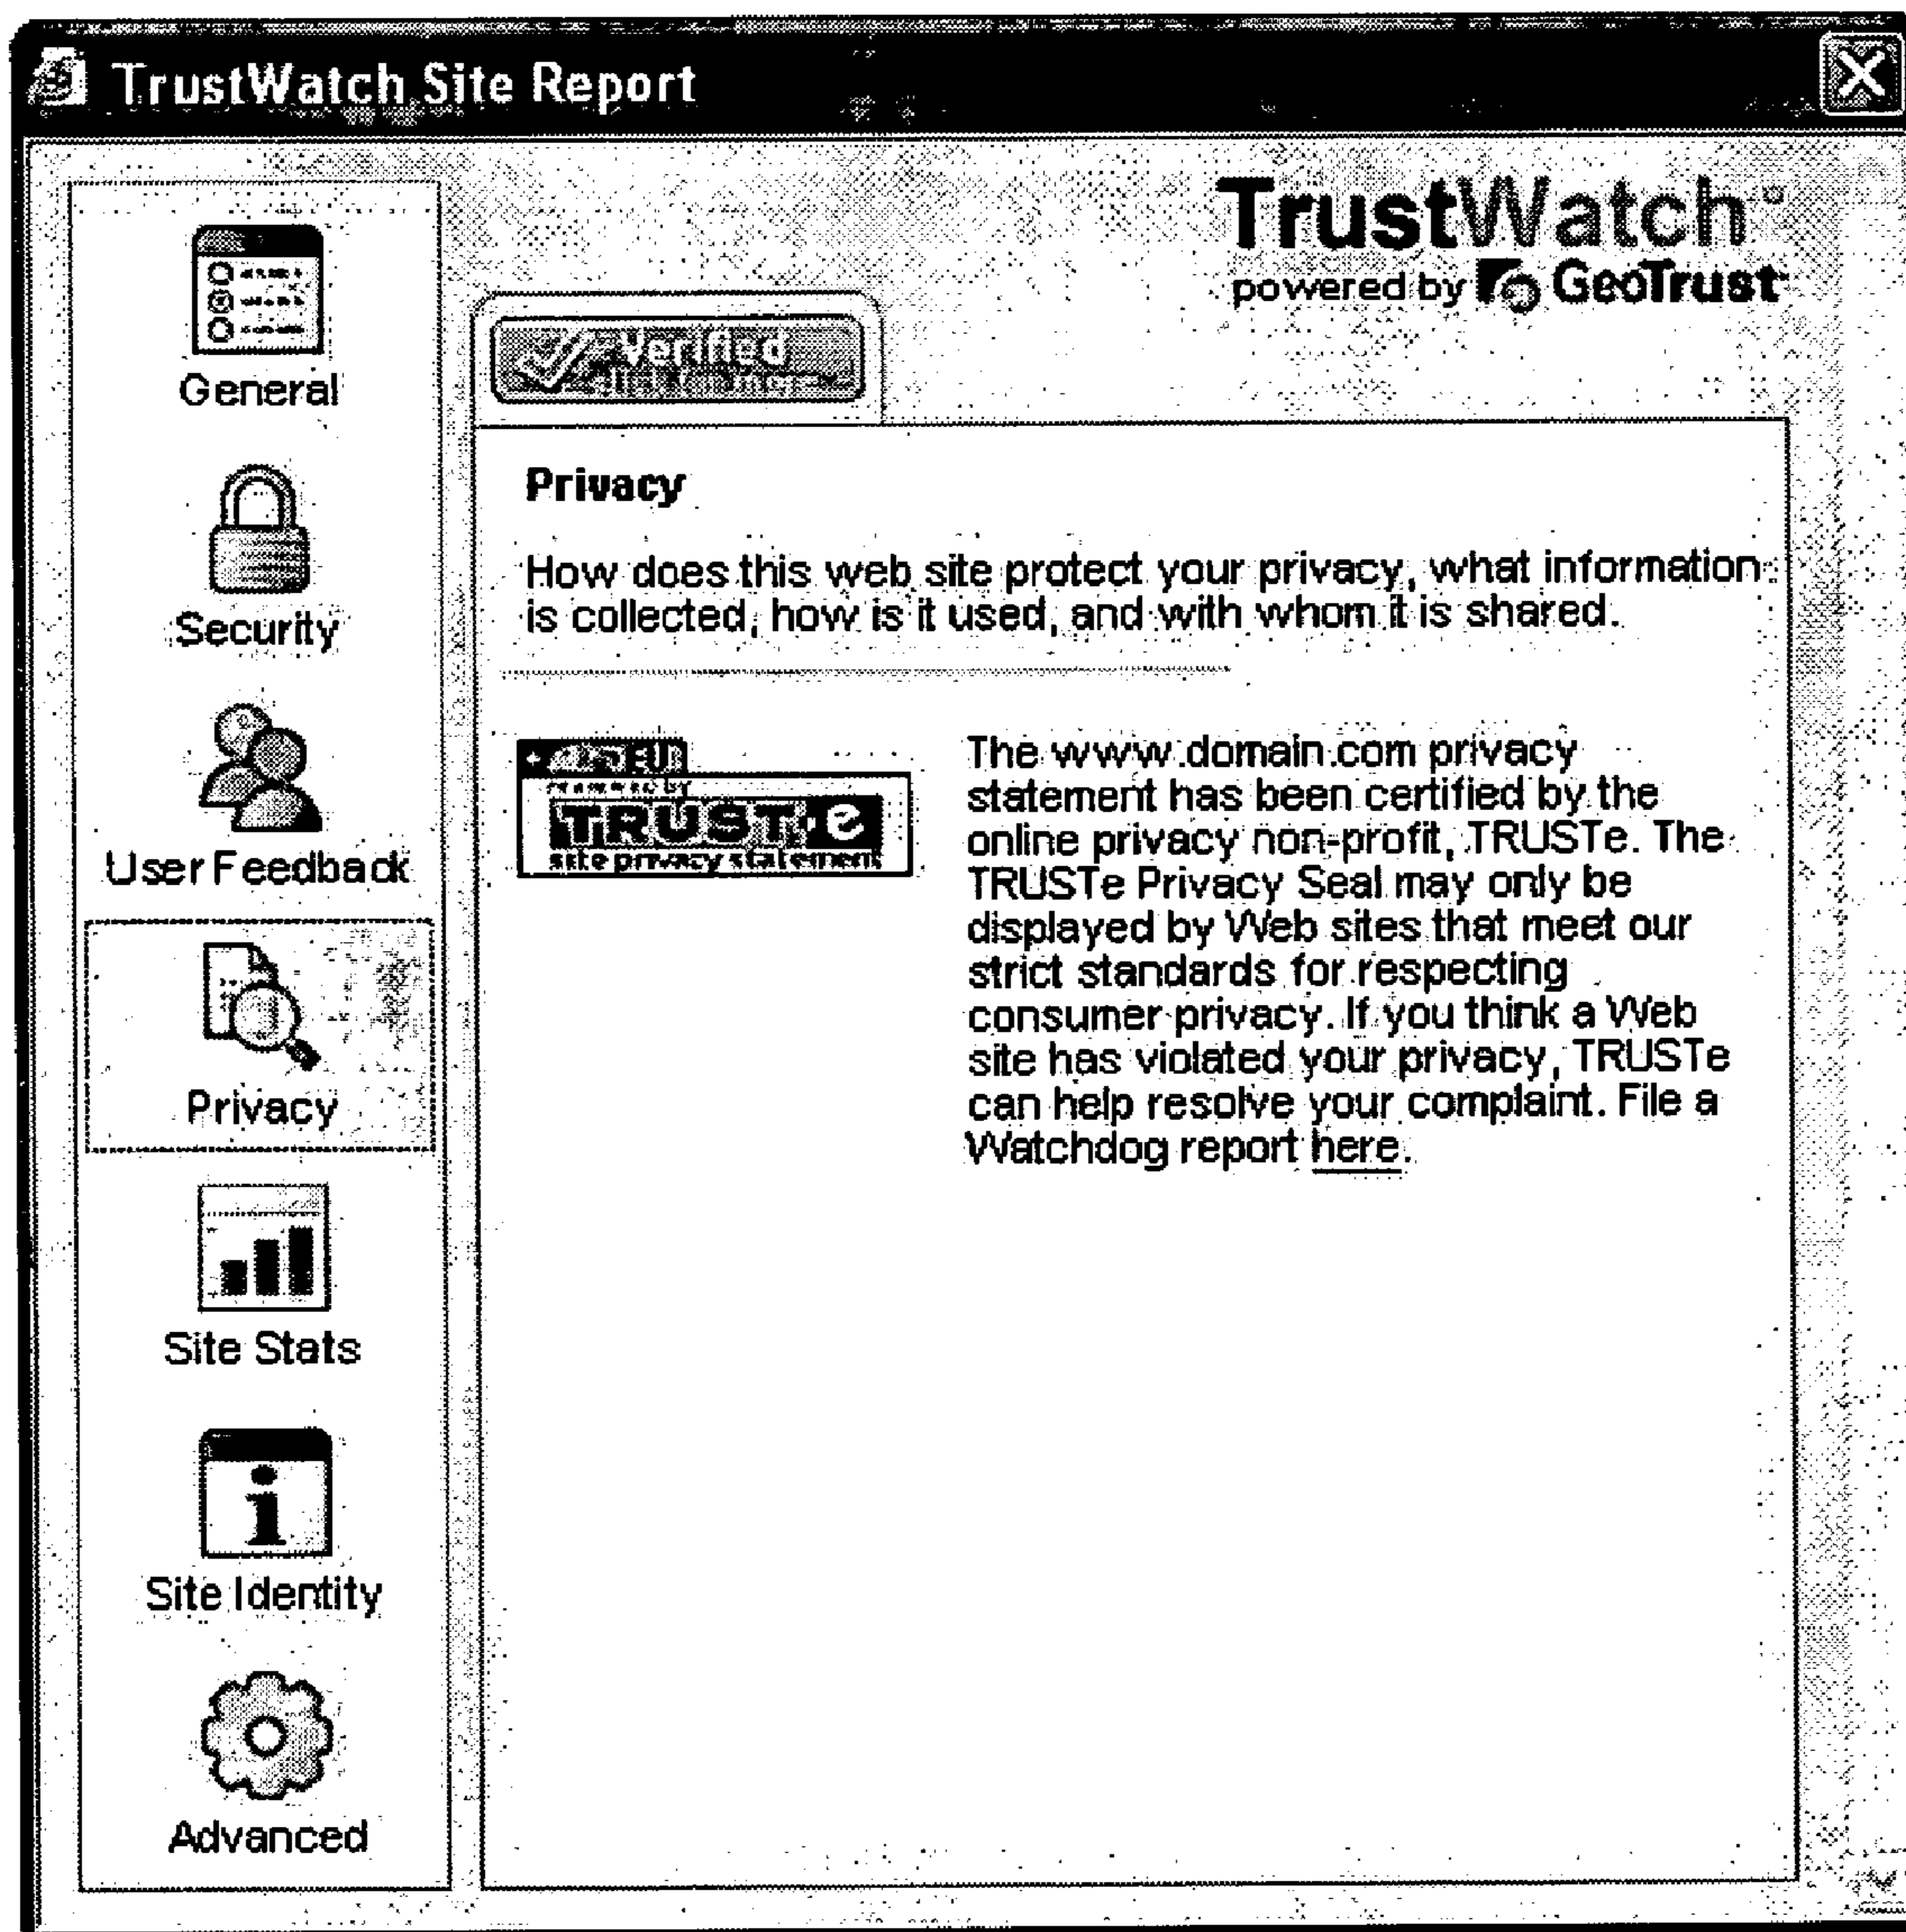 TrustWatch Site Report
TrustWatch
powered by GeoTrust
Verified
General
Security
User Feedback
Privacy
Site Stats
Site Identity
Advanced
Privacy
How does this web site protect your privacy, what information
is collected, how is it used, and with whom it is shared.
EU
TRUST·e
site privacy statement
The www.domain.com privacy
statement has been certified by the
online privacy non-profit, TRUSTe. The
TRUSTe Privacy Seal may only be
displayed by Web sites that meet our
strict standards for respecting
consumer privacy. If you think a Web
site has violated your privacy, TRUSTe
can help resolve your complaint. File a
Watchdog report here.